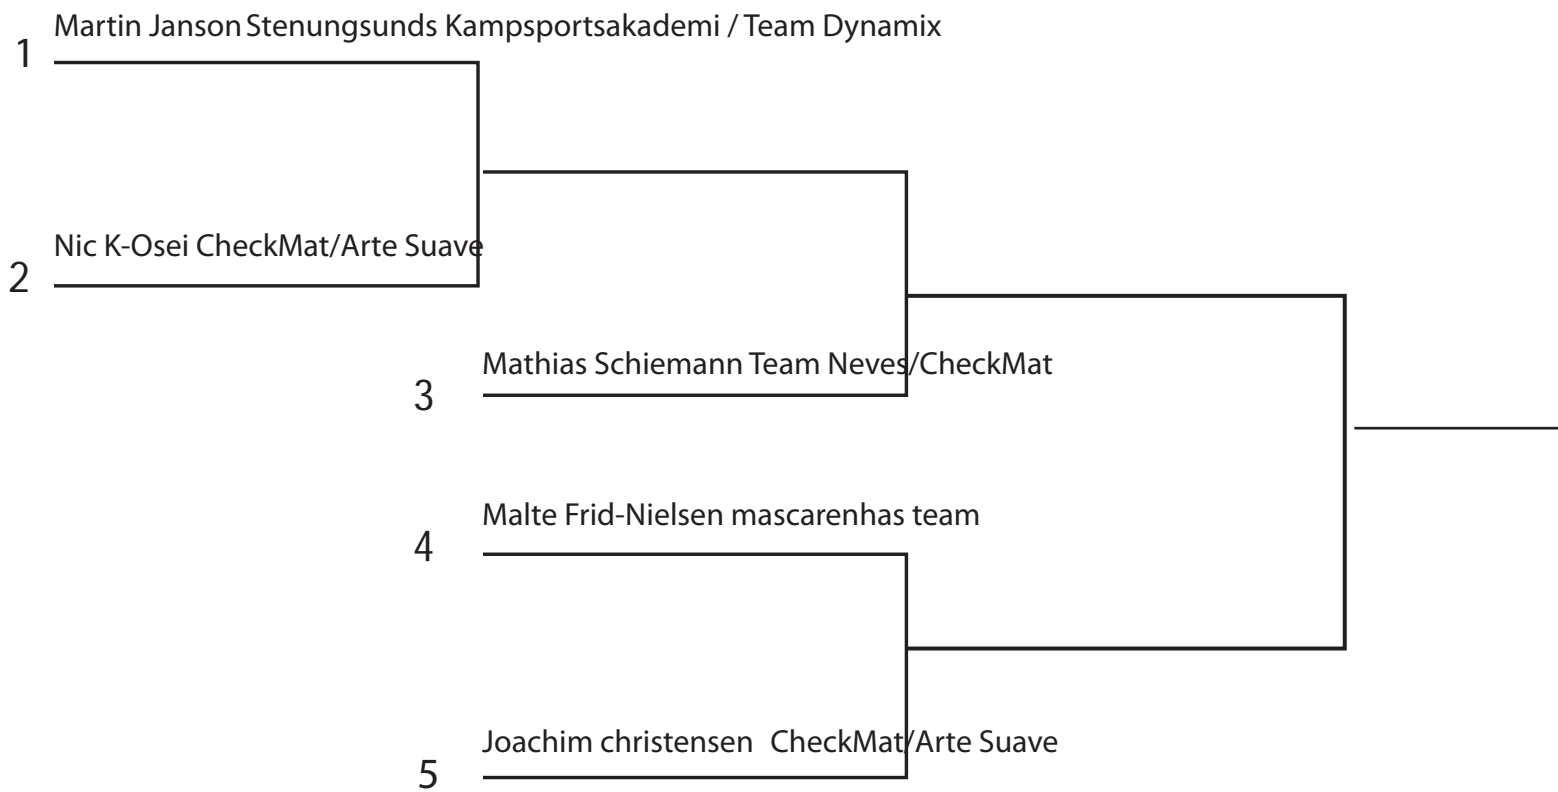 Martin Janson Stenungsunds Kampsportsakademi / Team Dynamix
1
Nic K-Osei CheckMat/Arte Suave
2
Mathias Schiemann Team Neves/CheckMat
3
Malte Frid-Nielsen mascarenhas team
4
Joachim christensen CheckMat/Arte Suave
5